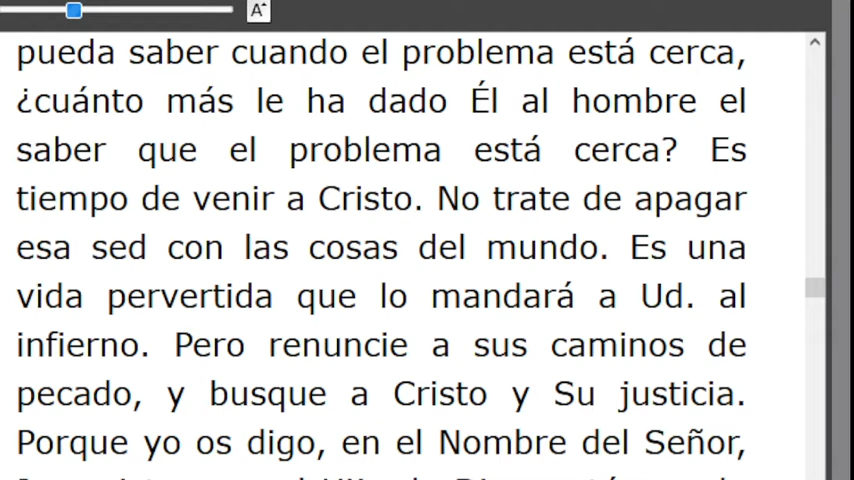 A
pueda saber cuando el problema está cerca,
¿cuánto más le ha dado Él al hombre el
saber que el problema está cerca? Es
tiempo de venir a Cristo. No trate de apagar
esa sed con las cosas del mundo. Es una
vida pervertida que lo mandará a Ud. al
infierno. Pero renuncie a sus caminos de
pecado, y busque a Cristo y Su justicia.
Porque yo os digo, en el Nombre del Señor,